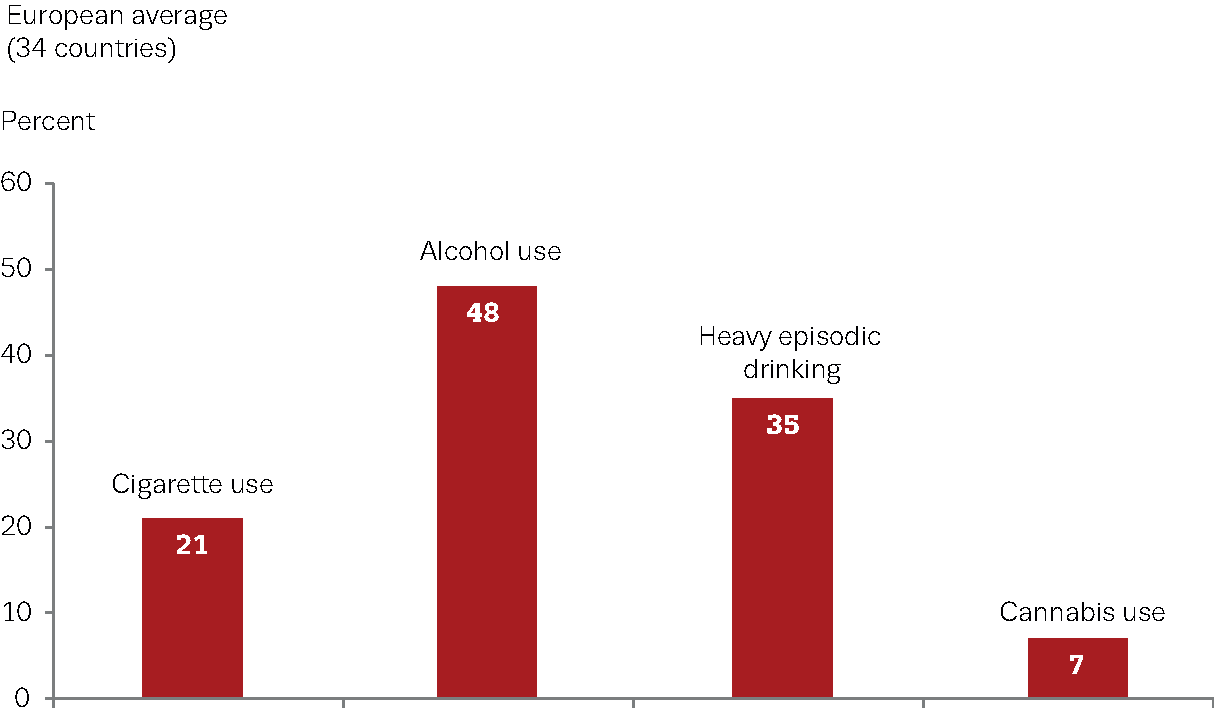 European average
(34 countries)
Percent
60
50
40
30
20
10
0
Cigarette use
21
Alcohol use
48
Heavy episodic
drinking
35
Cannabis use
7